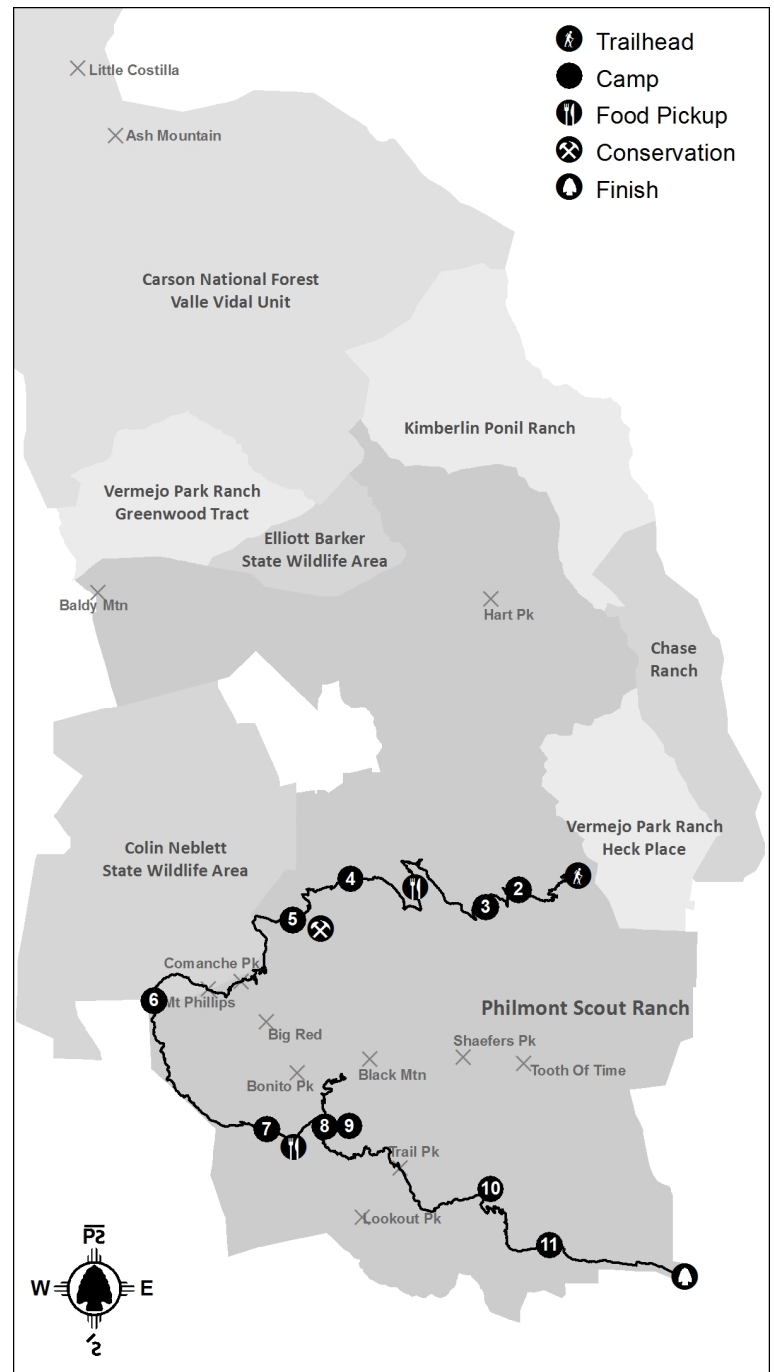 Trailhead
Camp
Food Pickup
Conservation
Finish
Little Costilla
Ash Mountain
Carson National Forest
Valle Vidal Unit
Kimberlin Ponil Ranch
Vermejo Park Ranch
Greenwood Tract
Elliott Barker
State Wildlife Area
Baldy Mtn
Hart Pk
Chase
Ranch
Vermejo Park Ranch
Heck Place
Colin Neblett
State Wildlife Area
4
2
3
5
Comanche Pk
6
Mt Phillips
Philmont Scout Ranch
Big Red
Shaefers Pk
Black Mtn
Tooth Of Time
Bonito Pk
7
8
9
Trail Pk
10
Lookout Pk
11
W
E